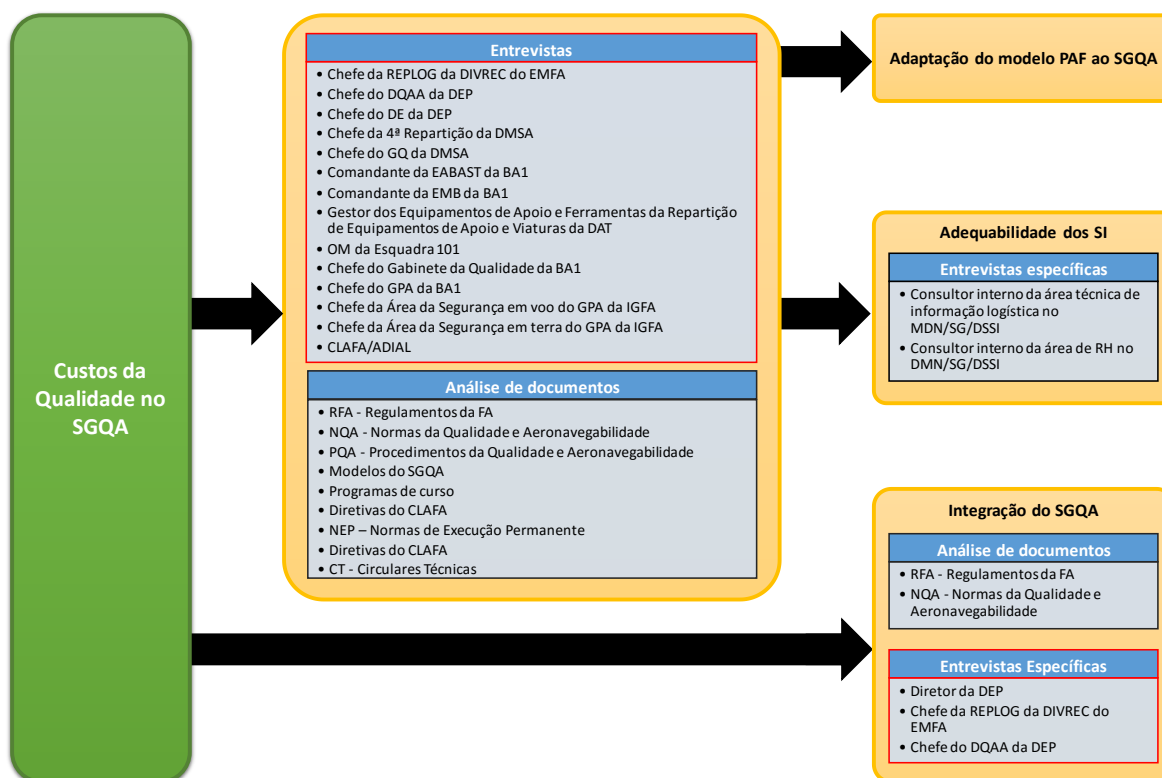 Custos da
Qualidade no
SGQA
Entrevistas
• Chefe da REPLOG da DIVREC do EMFA
• Chefe do DQAA da DEP
• Chefe do DE da DEP
• Chefe da 4ª Repartição da DMSA
• Chefe do GQ da DMSA
• Comandante da EABAST da BA1
• Comandante da EMB da BA1
• Gestor dos Equipamentos de Apoio e Ferramentas da Repartição
de Equipamentos de Apoio e Viaturas da DAT
• OM da Esquadra 101
• Chefe do Gabinete da Qualidade da BA1
• Chefe do GPA da BA1
• Chefe da Área da Segurança em voo do GPA da IGFA
• Chefe da Área da Segurança em terra do GPA da IGFA
• CLAFA/ADIAL
Análise de documentos
• RFA - Regulamentos da FA
• NQA - Normas da Qualidade e Aeronavegabilidade
• PQA - Procedimentos da Qualidade e Aeronavegabilidade
• Modelos do SGQA
• Programas de curso
• Diretivas do CLAFA
• NEP – Normas de Execução Permanente
• Diretivas do CLAFA
• CT - Circulares Técnicas
Adaptação do modelo PAF ao SGQA
Adequabilidade dos SI
Entrevistas específicas
• Consultor interno da área técnica de
informação logística no
MDN/SG/DSSI
• Consultor interno da área de RH no
DMN/SG/DSSI
Integração do SGQA
Análise de documentos
• RFA - Regulamentos da FA
• NQA - Normas da Qualidade e
Aeronavegabilidade
Entrevistas Específicas
• Diretor da DEP
• Chefe da REPLOG da DIVREC do
EMFA
• Chefe do DQAA da DEP